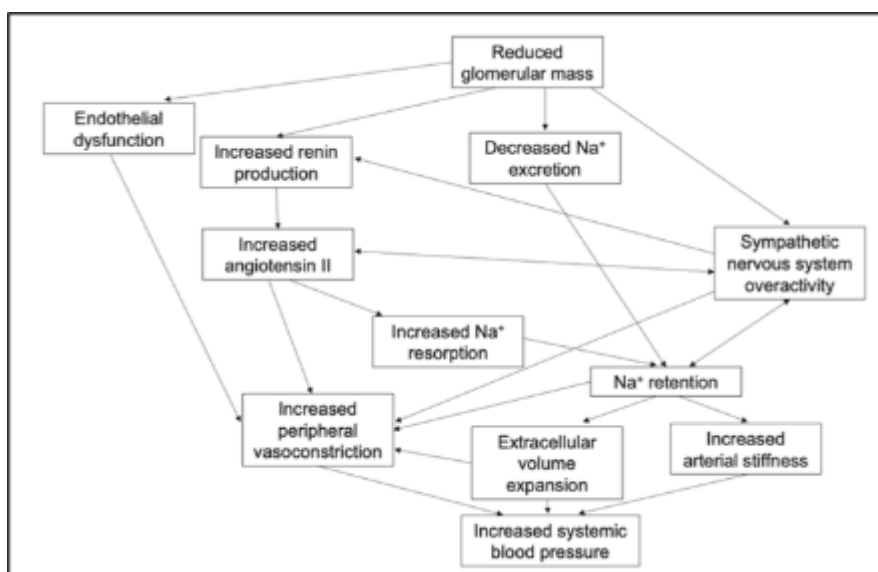 Reduced
glomerular mass
Endothelial
dysfunction
Increased renin
production
Decreased Na⁺
excretion
Increased
angiotensin II
Sympathetic
nervous system
overactivity
Increased Na⁺
resorption
Na⁺ retention
Increased
peripheral
vasoconstriction
Extracellular
volume
expansion
Increased
arterial stiffness
Increased systemic
blood pressure